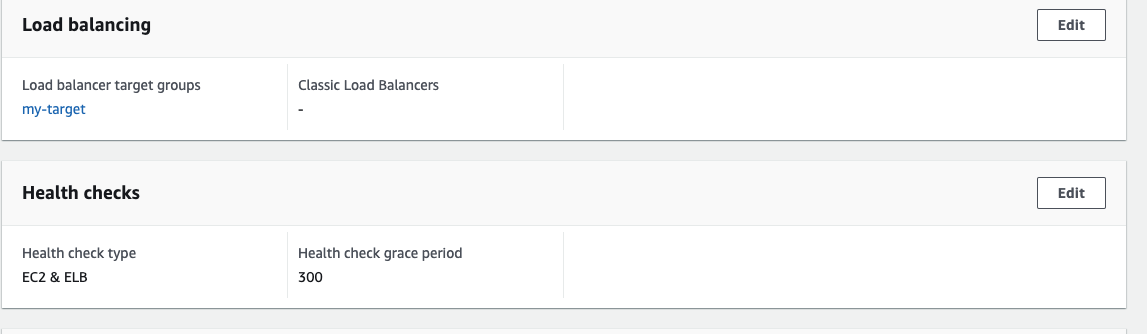 Load balancing
Edit
Load balancer target groups
Classic Load Balancers
my-target
-
Health checks
Edit
Health check type
Health check grace period
EC2 & ELB
300